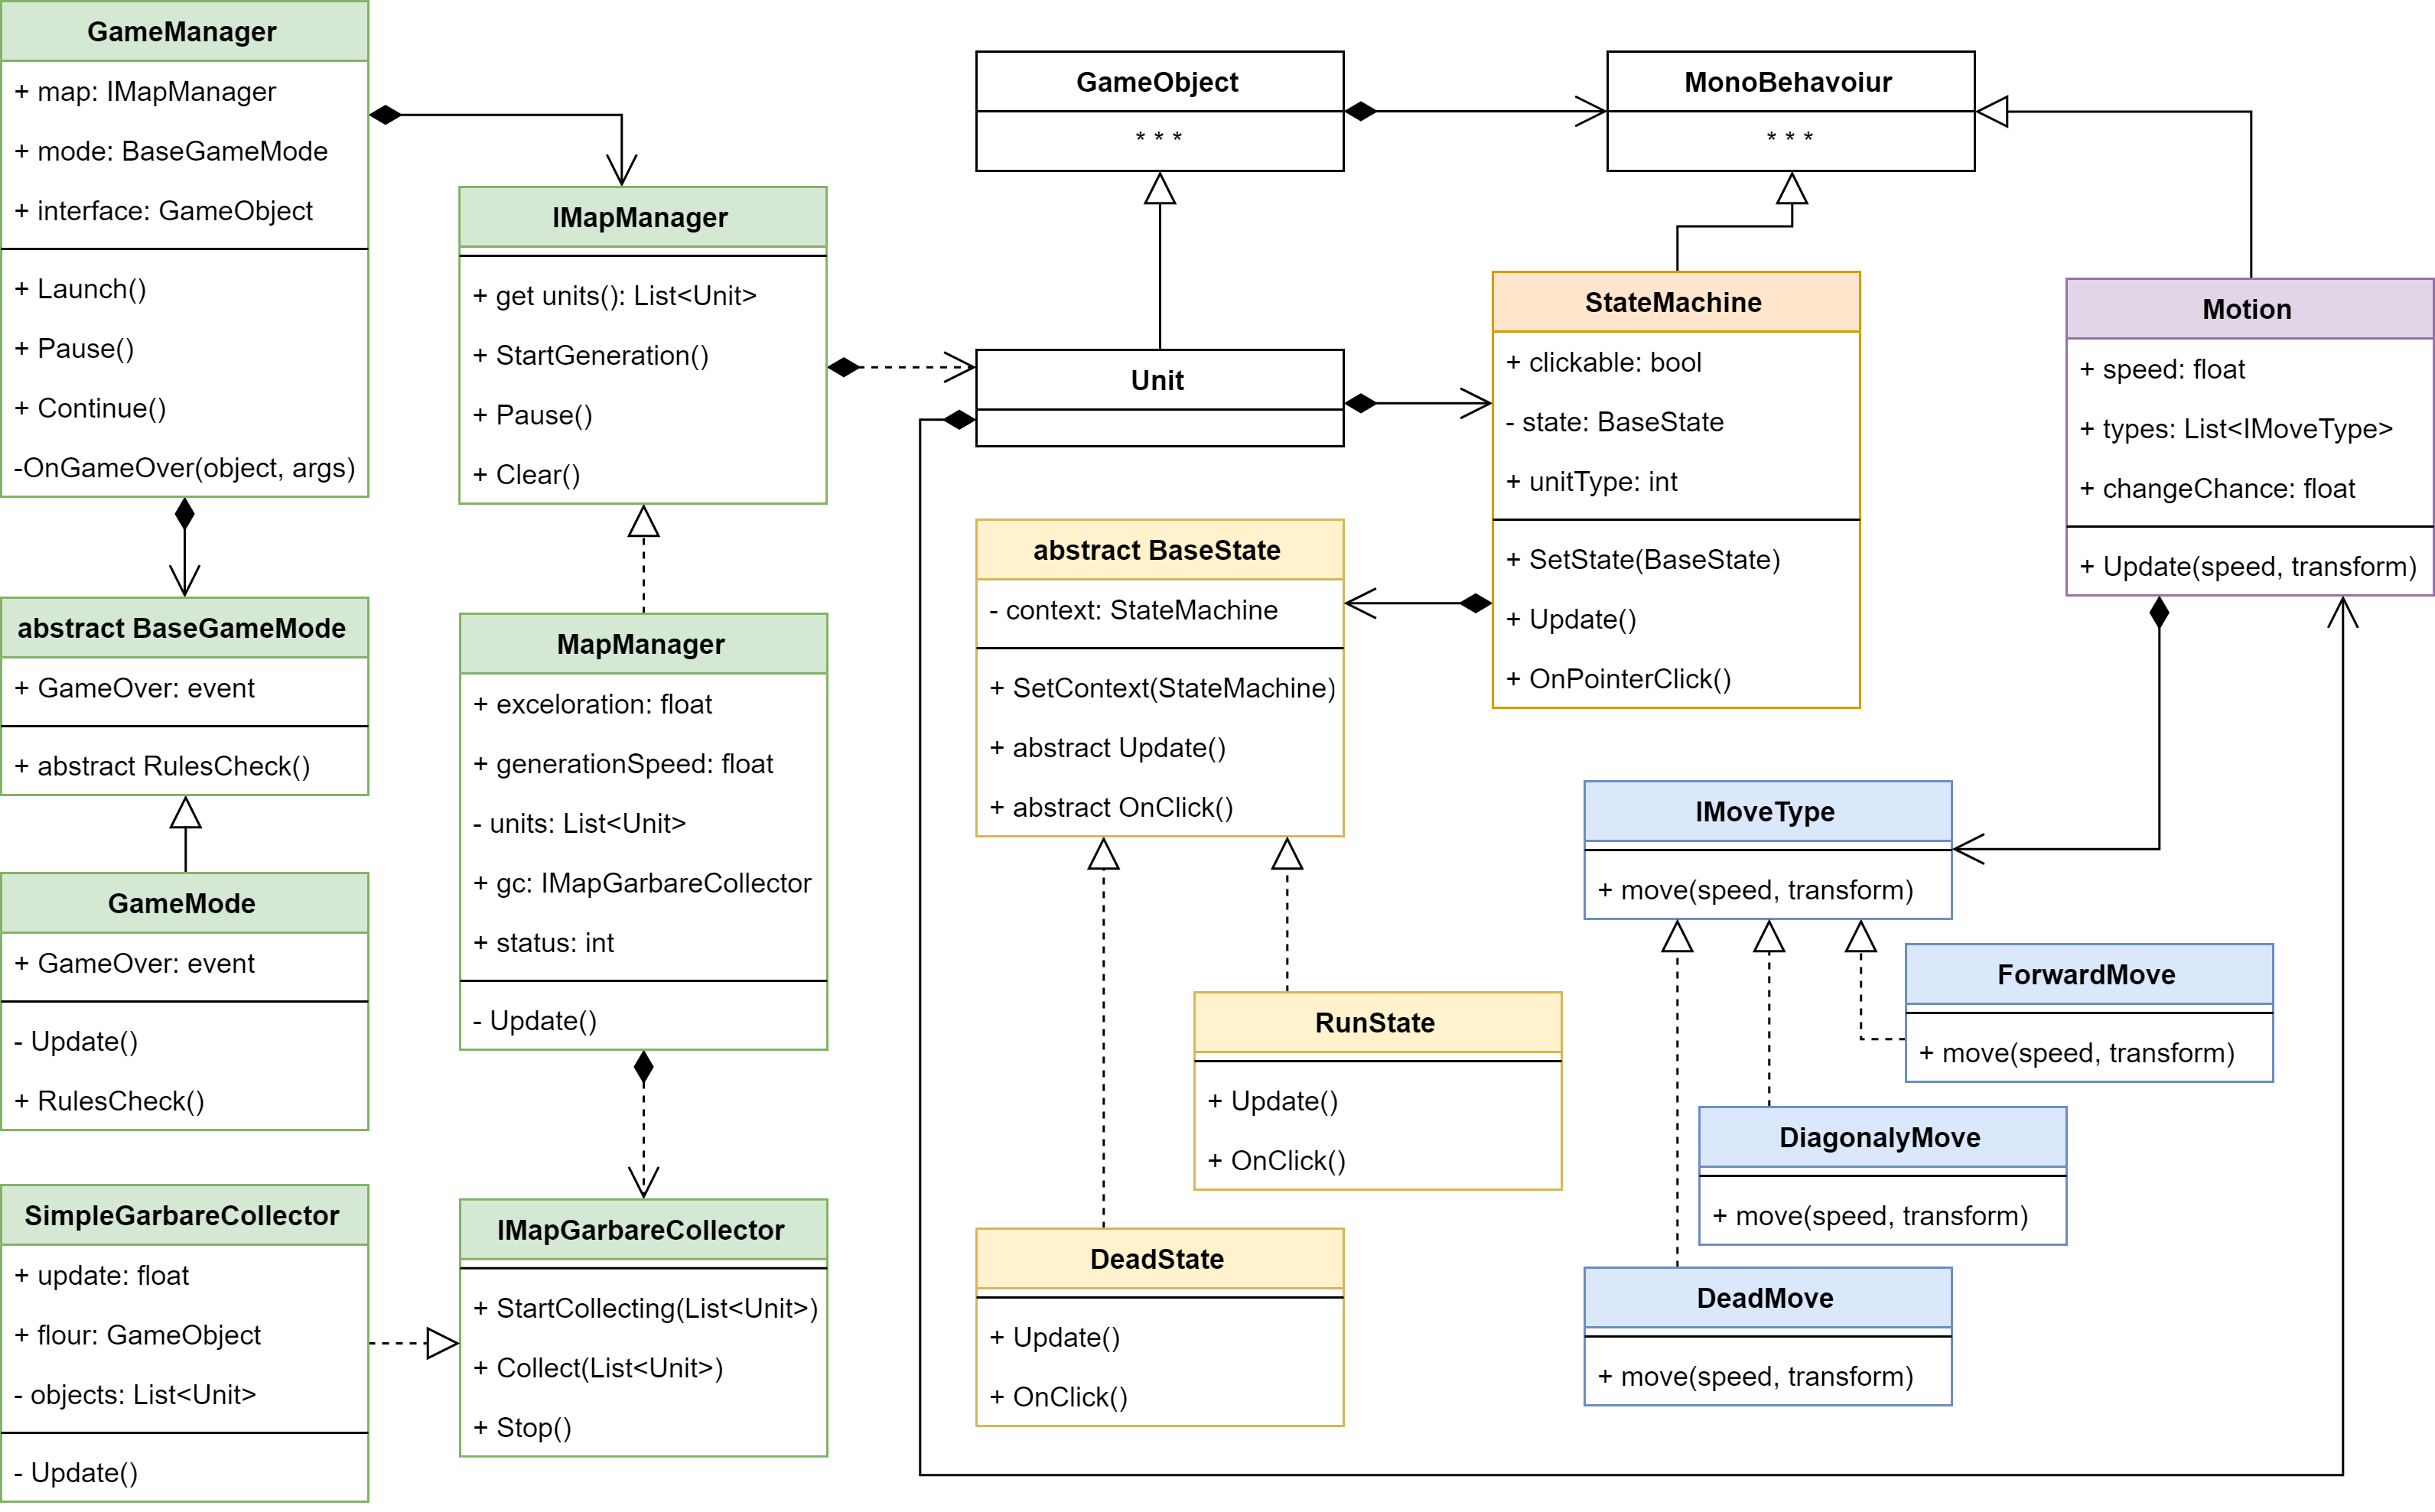 GameManager
+ map: IMapManager
+ mode: BaseGameMode
+ interface: GameObject
+ Launch()
+ Pause()
+ Continue()
-OnGameOver(object, args)
abstract BaseGameMode
+ GameOver: event
+ abstract RulesCheck()
GameMode
+ GameOver: event
- Update()
+ RulesCheck()
SimpleGarbareCollector
+ update: float
+ flour: GameObject
- objects: List<Unit>
- Update()
IMapManager
+ get units(): List<Unit>
+ StartGeneration()
+ Pause()
+ Clear()
MapManager
+ exceloration: float
+ generationSpeed: float
- units: List<Unit>
+ gc: IMapGarbareCollector
+ status: int
- Update()
IMapGarbareCollector
+ StartCollecting(List<Unit>)
+ Collect(List<Unit>)
+ Stop()
GameObject
* * *
Unit
abstract BaseState
- context: StateMachine
+ SetContext(StateMachine)
+ abstract Update()
+ abstract OnClick()
RunState
+ Update()
+ OnClick()
DeadState
+ Update()
+ OnClick()
MonoBehavoiur
* * *
StateMachine
+ clickable: bool
- state: BaseState
+ unitType: int
+ SetState(BaseState)
+ Update()
+ OnPointerClick()
Motion
+ speed: float
+ types: List<IMoveType>
+ changeChance: float
+ Update(speed, transform)
IMoveType
+ move(speed, transform)
ForwardMove
+ move(speed, transform)
DiagonalyMove
+ move(speed, transform)
DeadMove
+ move(speed, transform)